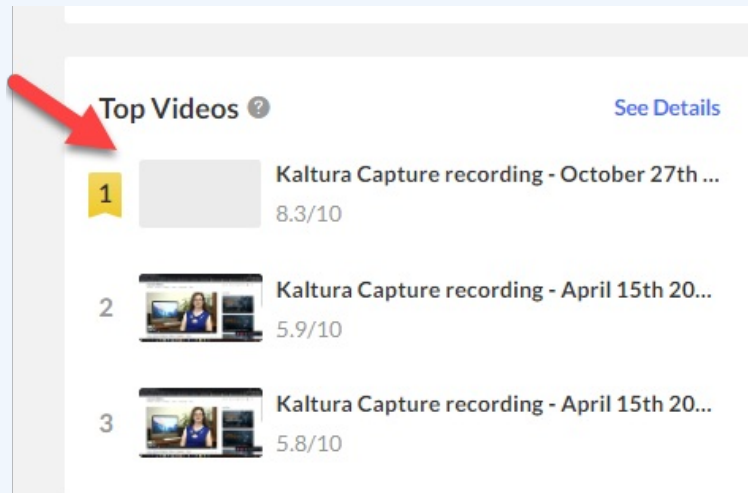 Top Videos ?
See Details
1
Kaltura Capture recording - October 27th ...
8.3/10
2
Kaltura Capture recording - April 15th 20...
5.9/10
3
Kaltura Capture recording - April 15th 20...
5.8/10